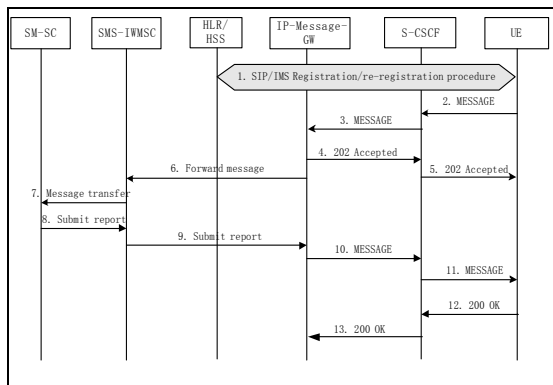 SM-SC
SMS-IWMSC
HLR/
HSS
IP-Message-
GW
S-CSCF
UE
1. SIP/IMS Registration/re-registration procedure
2. MESSAGE
3. MESSAGE
4. 202 Accepted
5. 202 Accepted
6. Forward message
7. Message transfer
8. Submit report
9. Submit report
10. MESSAGE
11. MESSAGE
12. 200 OK
13. 200 OK